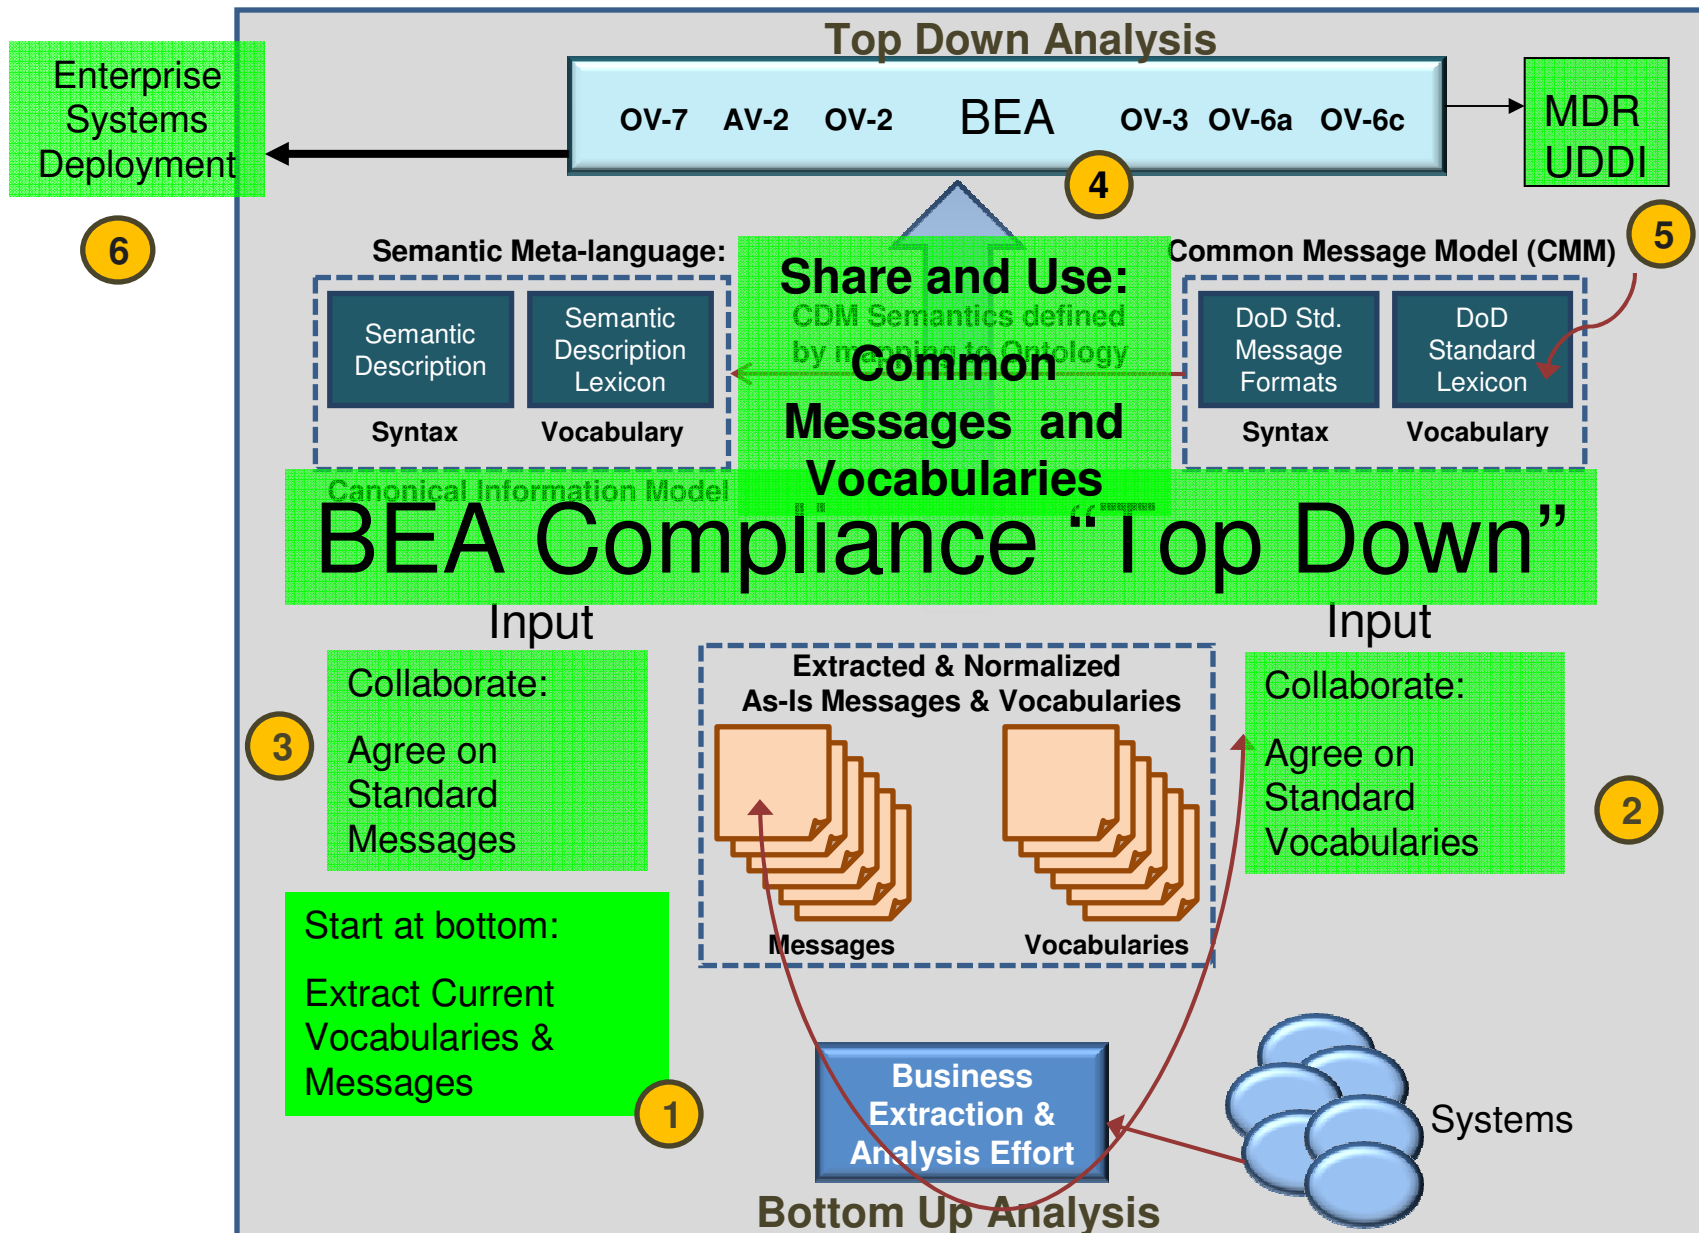 Top Down Analysis
Enterprise
Systems
Deployment
OV-7 AV-2 OV-2 BEA OV-3 OV-6a OV-6c
MDR
UDDI
4
5
6
Semantic Meta-language:
Semantic
Description
Semantic
Description
Lexicon
Syntax
Vocabulary
Share and Use:
Common
Messages and
Vocabularies
CDM Semantics defined
by mapping to Ontology
Common Message Model (CMM)
DoD Std.
Message
Formats
DoD
Standard
Lexicon
Syntax
Vocabulary
Canonical Information Model
BEA Compliance “Top Down”
Input
Input
Collaborate:
Agree on
Standard
Messages
3
Extracted & Normalized
As-Is Messages & Vocabularies
Messages
Vocabularies
Collaborate:
Agree on
Standard
Vocabularies
2
Start at bottom:
Extract Current
Vocabularies &
Messages
1
Business
Extraction &
Analysis Effort
Systems
Bottom Up Analysis